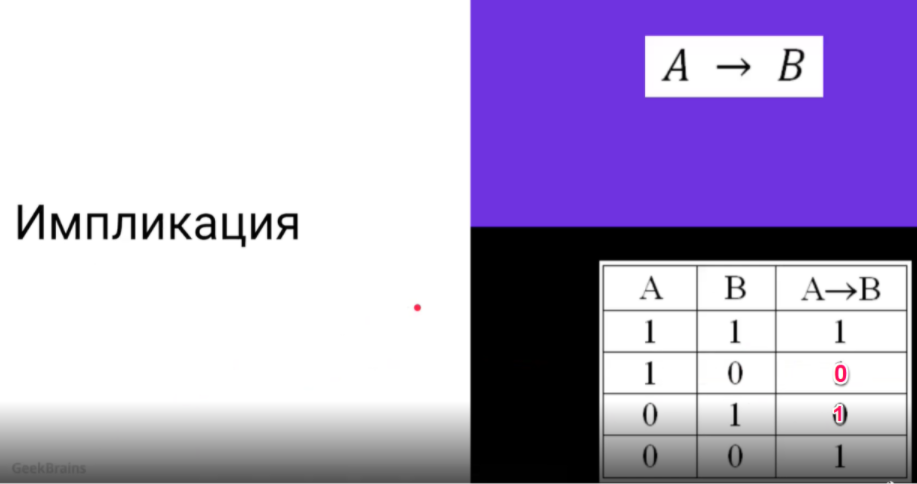 Импликация
A → B
A B A→B
1 1 1
1 0 0
0 1 1
0 0 1
GeekBrains